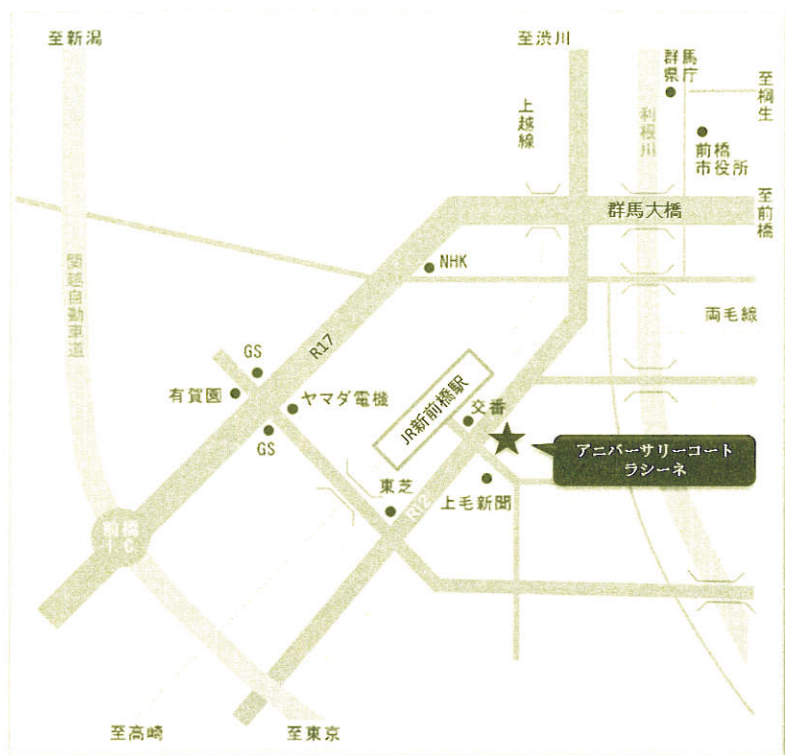 至新潟
至渋川
群馬
県庁
至桐生
上越線
利根川
前橋
市役所
群馬大橋
至前橋
関越自動車道
NHK
両毛線
R17
GS
有賀園
ヤマダ電機
GS
JR新前橋駅
交番
アニバーサリーコート
ラシーネ
東芝
上毛新聞
R12
前橋
IC
至高崎
至東京